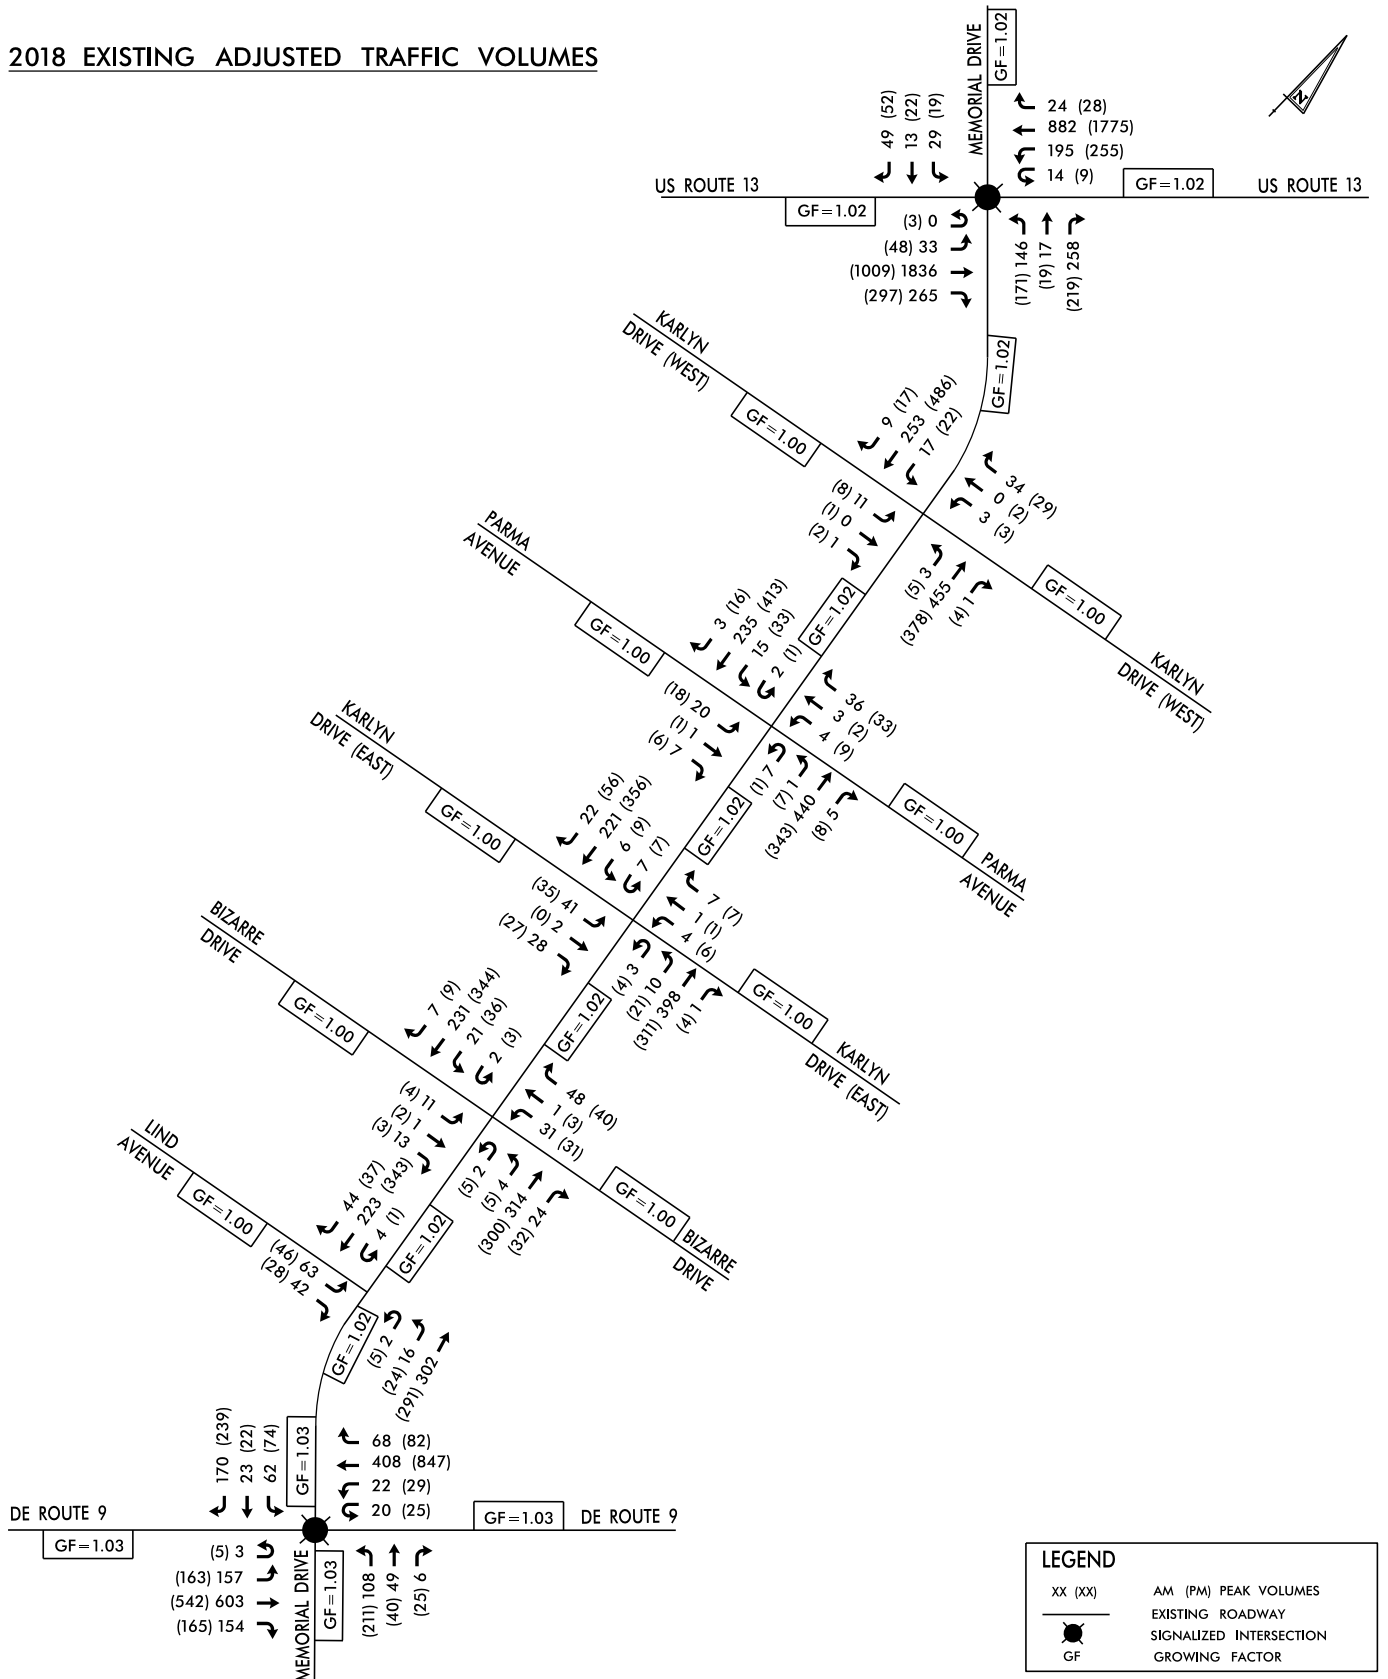 2018 EXISTING ADJUSTED TRAFFIC VOLUMES
MEMORIAL DRIVE
GF=1.02
N
49 (52)
13 (22)
29 (19)
24 (28)
882 (1775)
195 (255)
14 (9)
US ROUTE 13
GF=1.02
GF=1.02
US ROUTE 13
(3) 0
(48) 33
(1009) 1836
(297) 265
(171) 146
(19) 17
(219) 258
GF=1.02
KARLYN
DRIVE (WEST)
GF=1.00
9 (17)
253 (486)
17 (22)
34 (29)
0 (2)
3 (3)
(8) 11
(1) 0
(2) 1
(5) 3
(378) 455
(4) 1
GF=1.00
KARLYN
DRIVE (WEST)
GF=1.02
PARMA
AVENUE
GF=1.00
3 (16)
235 (413)
15 (33)
2 (1)
36 (33)
3 (2)
4 (9)
(18) 20
(1) 1
(6) 7
(1) 7
(7) 1
(343) 440
(8) 5
GF=1.00
PARMA
AVENUE
GF=1.02
KARLYN
DRIVE (EAST)
GF=1.00
22 (56)
221 (356)
6 (9)
7 (7)
7 (7)
1 (1)
4 (6)
(35) 41
(0) 2
(27) 28
(4) 3
(21) 10
(311) 398
(4) 1
GF=1.00
KARLYN
DRIVE (EAST)
GF=1.02
BIZARRE
DRIVE
GF=1.00
7 (9)
231 (344)
21 (36)
2 (3)
48 (40)
1 (3)
31 (31)
(4) 11
(2) 1
(3) 13
(5) 2
(5) 4
(300) 314
(32) 24
GF=1.00
BIZARRE
DRIVE
GF=1.02
LIND
AVENUE
GF=1.00
44 (37)
223 (343)
4 (1)
(46) 63
(28) 42
(5) 2
(24) 16
(291) 302
GF=1.02
GF=1.03
170 (239)
23 (22)
62 (74)
68 (82)
408 (847)
22 (29)
20 (25)
DE ROUTE 9
GF=1.03
GF=1.03
DE ROUTE 9
(5) 3
(163) 157
(542) 603
(165) 154
MEMORIAL DRIVE
GF=1.03
(211) 108
(40) 49
(25) 6
LEGEND
XX (XX) AM (PM) PEAK VOLUMES
EXISTING ROADWAY
SIGNALIZED INTERSECTION
GF GROWING FACTOR